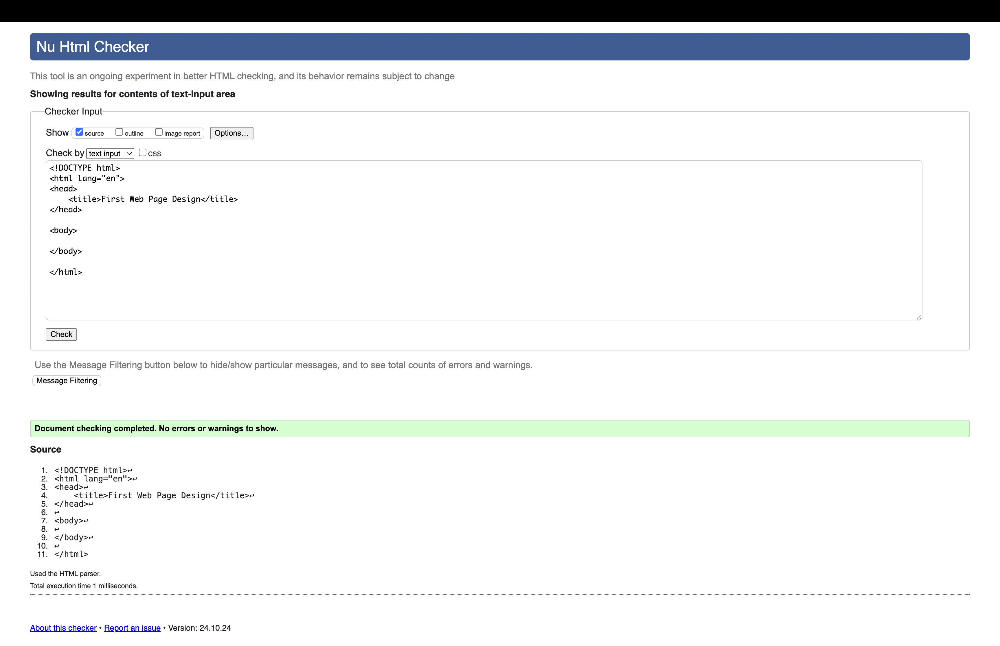 Nu Html Checker
This tool is an ongoing experiment in better HTML checking, and its behavior remains subject to change
Showing results for contents of text-input area
Checker Input
Show source outline image report Options...
Check by text input CSS
<!DOCTYPE html>
<html lang="en">
<head>
    <title>First Web Page Design</title>
</head>
<body>
</body>
</html>
Check
Use the Message Filtering button below to hide/show particular messages, and to see total counts of errors and warnings.
Message Filtering
Document checking completed. No errors or warnings to show.
Source
1. <!DOCTYPE html>↩
2. <html lang="en">↩
3. <head>↩
4.     <title>First Web Page Design</title>↩
5. </head>↩
6. ↩
7. <body>↩
8. ↩
9. </body>↩
10. ↩
11. </html>
Used the HTML parser.
Total execution time 1 milliseconds.
About this checker • Report an issue • Version: 24.10.24